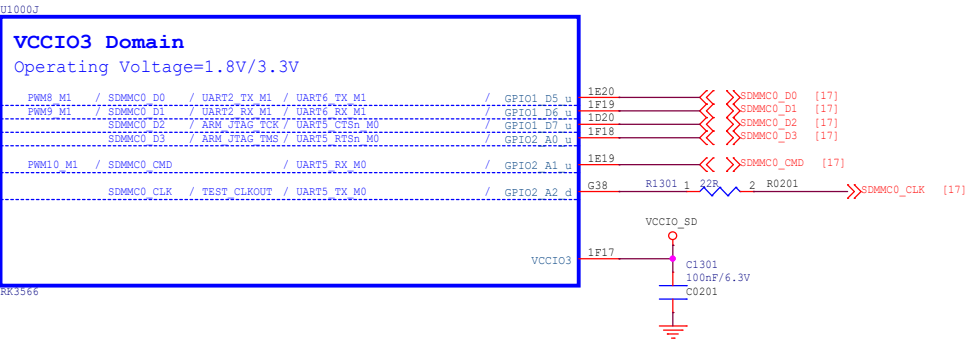 U1000J
VCCIO3 Domain
Operating Voltage=1.8V/3.3V
PWM8_M1 / SDMMC0_D0 / UART2_TX_M1 / UART6_TX_M1 / GPIO1_D5_u 1E20 SDMMC0_D0 [17]
PWM9_M1 / SDMMC0_D1 / UART2_RX_M1 / UART6_RX_M1 / GPIO1_D6_u 1F19 SDMMC0_D1 [17]
SDMMC0_D2 / ARM_JTAG_TCK / UART5_CTSn_M0 / GPIO1_D7_u 1D20 SDMMC0_D2 [17]
SDMMC0_D3 / ARM_JTAG_TMS / UART5_RTSn_M0 / GPIO2_A0_u 1F18 SDMMC0_D3 [17]
PWM10_M1 / SDMMC0_CMD / UART5_RX_M0 / GPIO2_A1_u 1E19 SDMMC0_CMD [17]
SDMMC0_CLK / TEST_CLKOUT / UART5_TX_M0 / GPIO2_A2_d G38 R1301 1 22R 2 R0201 SDMMC0_CLK [17]
VCCIO_SD
VCCIO3 1F17
C1301
100nF/6.3V
C0201
RK3566